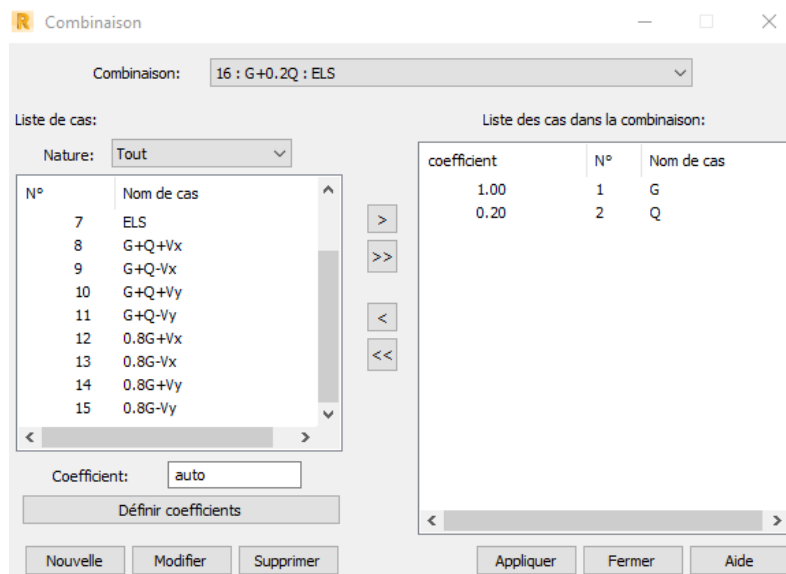 R Combinaison
Combinaison: 16 : G+0.2Q : ELS
Liste de cas:
Nature: Tout
N° Nom de cas
7 ELS
8 G+Q+Vx
9 G+Q-Vx
10 G+Q+Vy
11 G+Q-Vy
12 0.8G+Vx
13 0.8G-Vx
14 0.8G+Vy
15 0.8G-Vy
Coefficient: auto
Définir coefficients
Nouvelle Modifier Supprimer
>
>>
<
<<
Liste des cas dans la combinaison:
coefficient N° Nom de cas
1.00 1 G
0.20 2 Q
Appliquer Fermer Aide